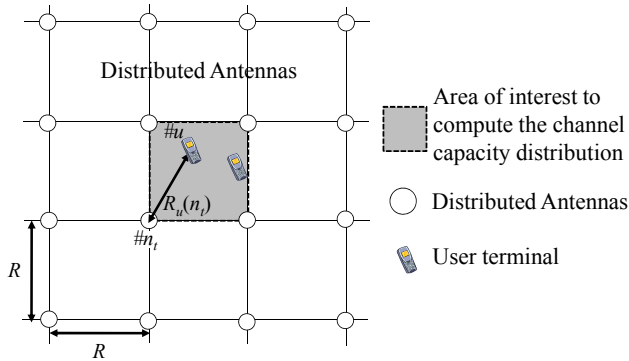 Distributed Antennas
#u
R_u(n_t)
#n_t
R
R
Area of interest to
compute the channel
capacity distribution
Distributed Antennas
User terminal